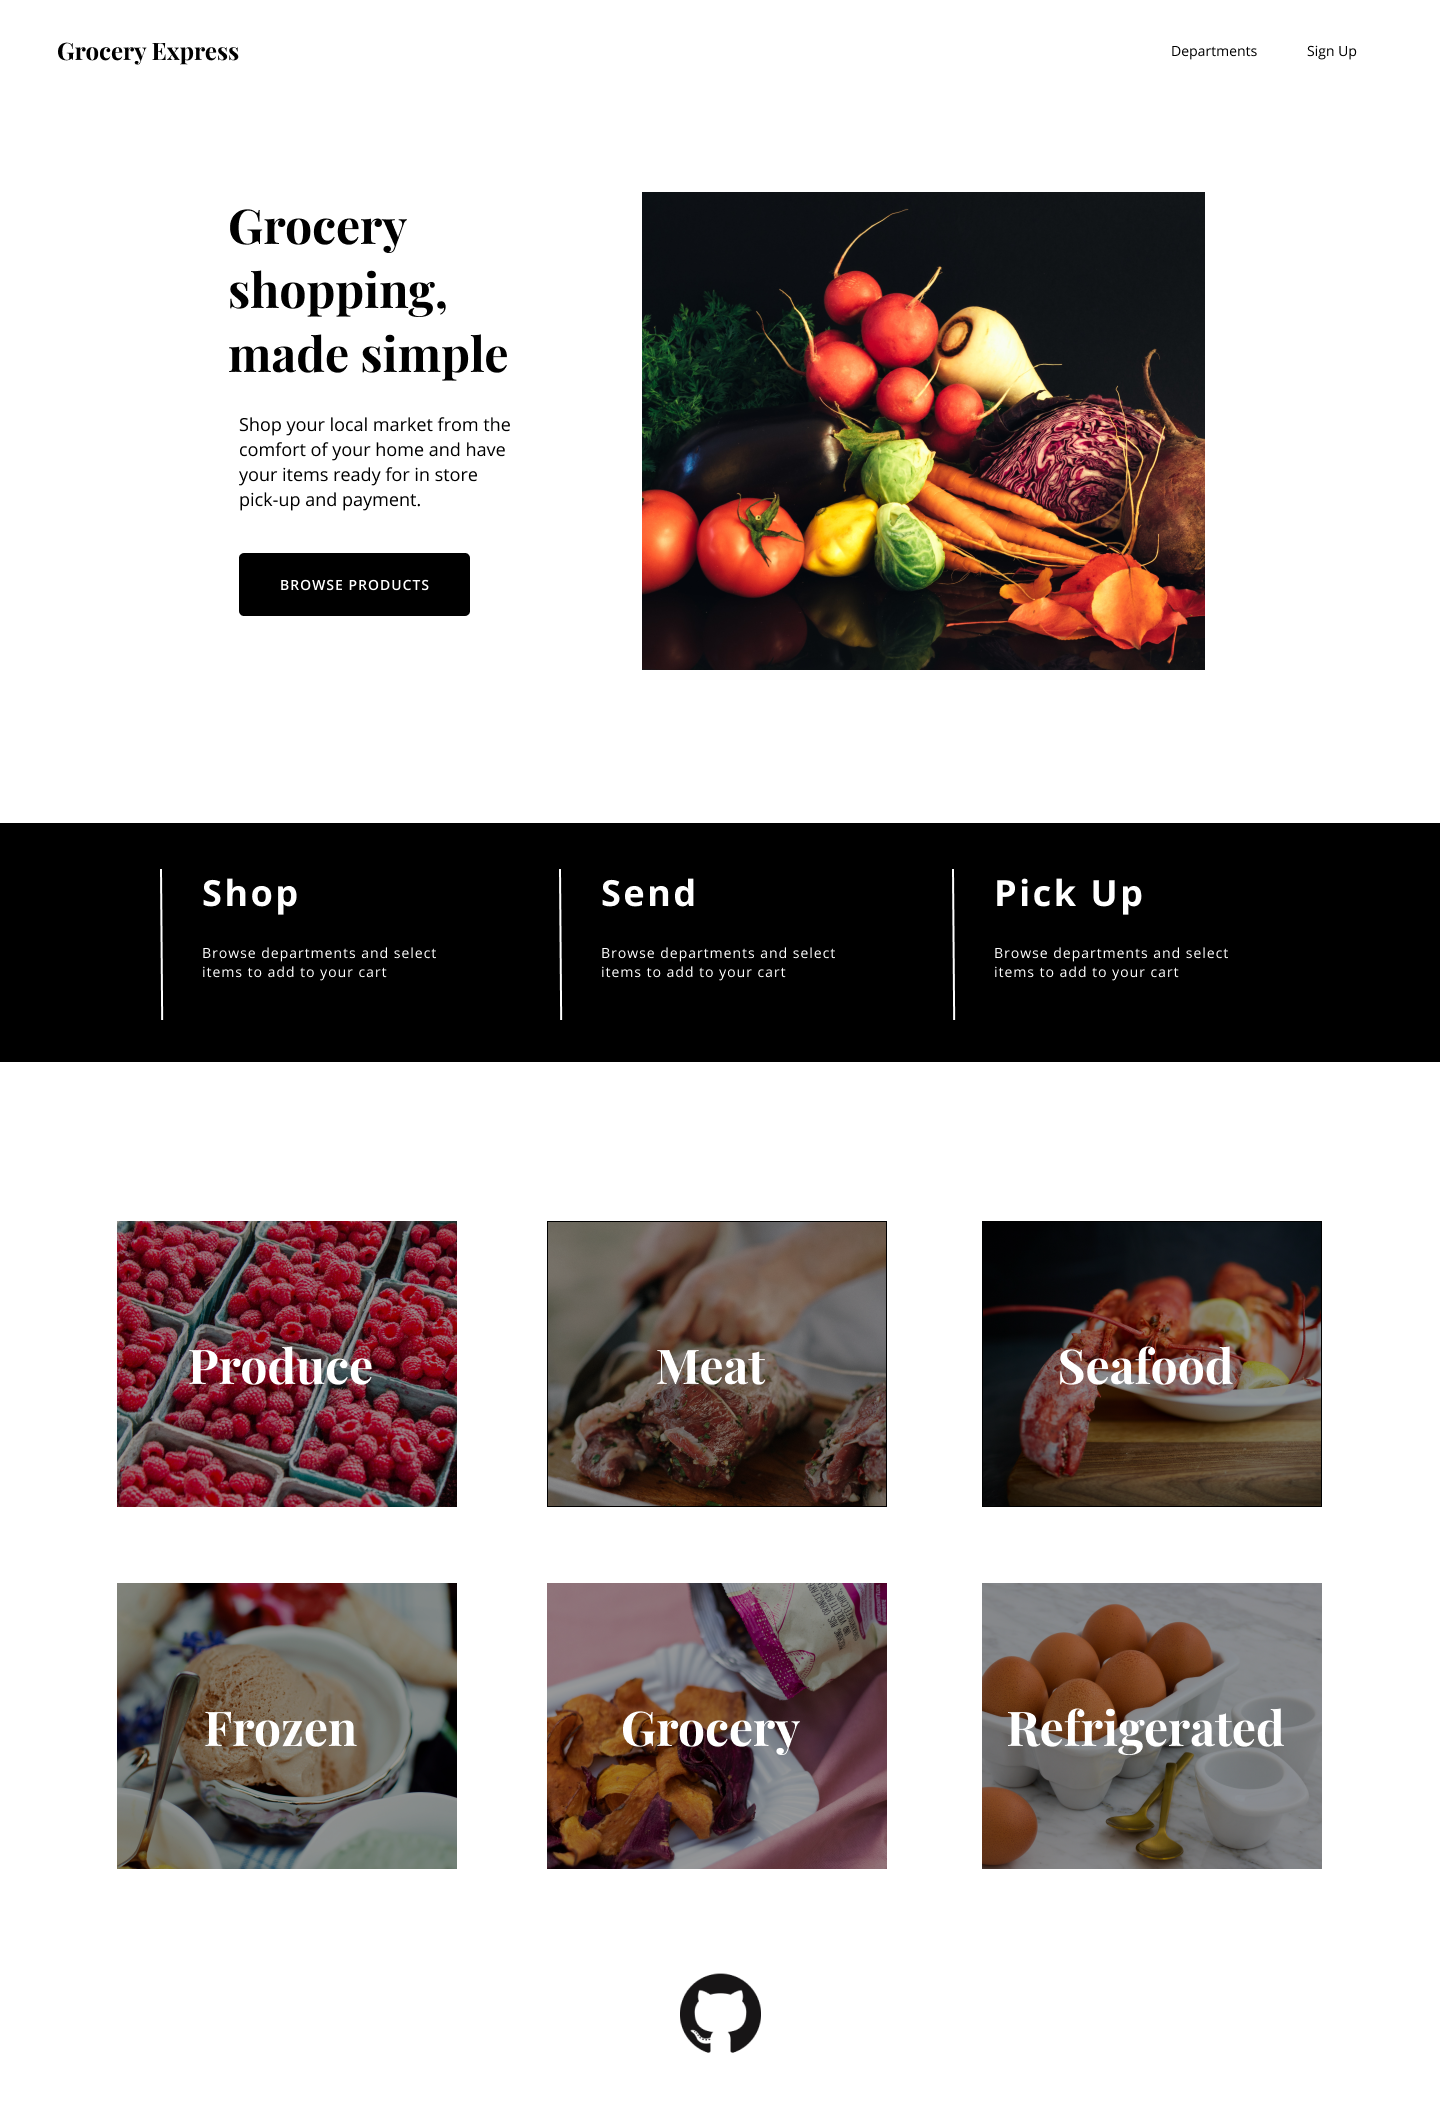 Grocery Express
Departments
Sign Up
Grocery
shopping,
made simple
Shop your local market from the
comfort of your home and have
your items ready for in store
pick-up and payment.
BROWSE PRODUCTS
Shop
Browse departments and select
items to add to your cart
Send
Browse departments and select
items to add to your cart
Pick Up
Browse departments and select
items to add to your cart
Produce
Meat
Seafood
Frozen
Grocery
Refrigerated